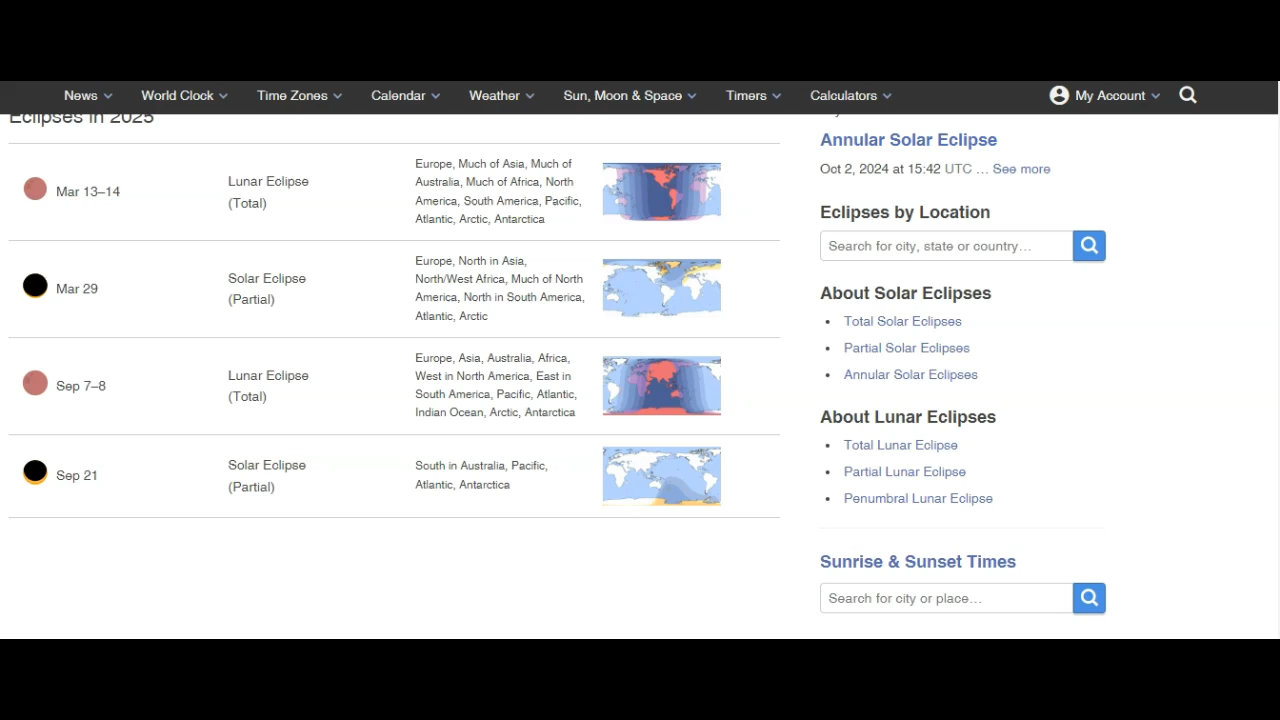 News World Clock Time Zones Calendar Weather Sun, Moon & Space Timers Calculators My Account
Eclipses in 2025
Mar 13–14
Lunar Eclipse
(Total)
Europe, Much of Asia, Much of
Australia, Much of Africa, North
America, South America, Pacific,
Atlantic, Arctic, Antarctica
Mar 29
Solar Eclipse
(Partial)
Europe, North in Asia,
North/West Africa, Much of North
America, North in South America,
Atlantic, Arctic
Sep 7–8
Lunar Eclipse
(Total)
Europe, Asia, Australia, Africa,
West in North America, East in
South America, Pacific, Atlantic,
Indian Ocean, Arctic, Antarctica
Sep 21
Solar Eclipse
(Partial)
South in Australia, Pacific,
Atlantic, Antarctica
Annular Solar Eclipse
Oct 2, 2024 at 15:42 UTC … See more
Eclipses by Location
Search for city, state or country…
About Solar Eclipses
• Total Solar Eclipses
• Partial Solar Eclipses
• Annular Solar Eclipses
About Lunar Eclipses
• Total Lunar Eclipse
• Partial Lunar Eclipse
• Penumbral Lunar Eclipse
Sunrise & Sunset Times
Search for city or place…